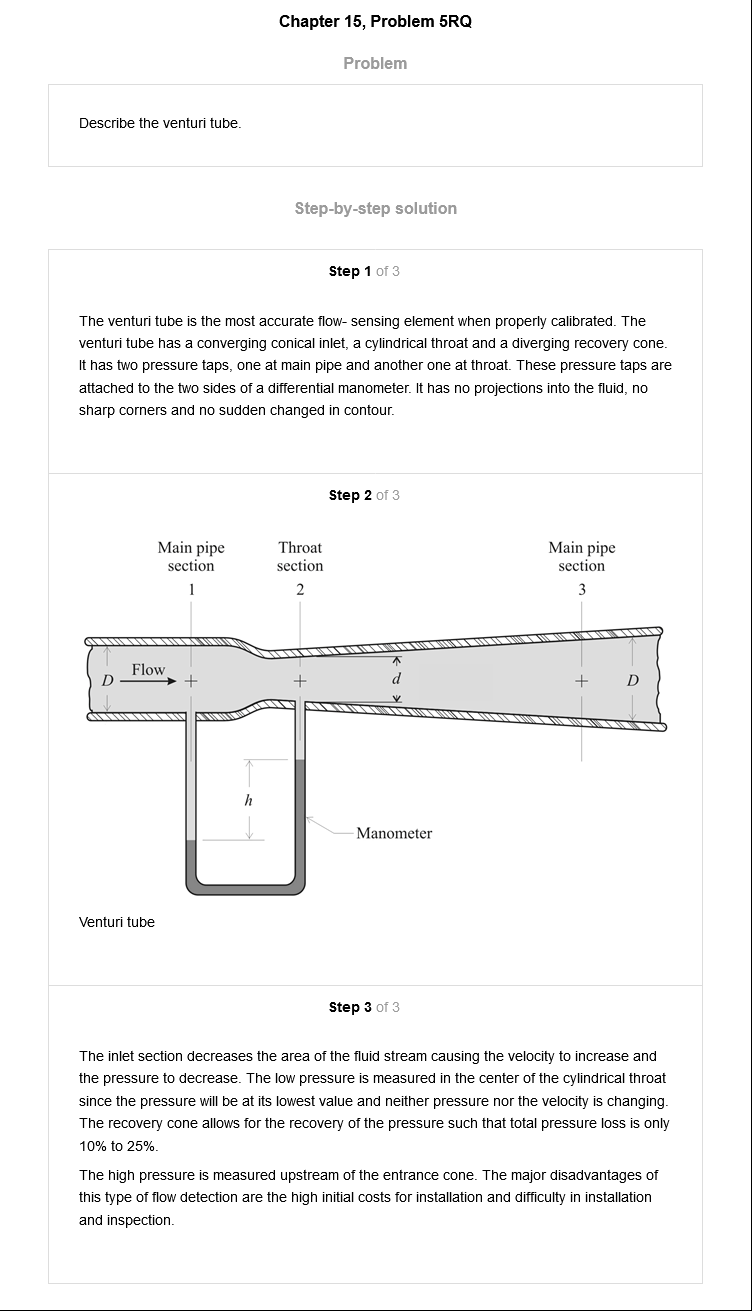 Chapter 15, Problem 5RQ
Problem
Describe the venturi tube.
Step-by-step solution
Step 1 of 3
The venturi tube is the most accurate flow- sensing element when properly calibrated. The
venturi tube has a converging conical inlet, a cylindrical throat and a diverging recovery cone.
It has two pressure taps, one at main pipe and another one at throat. These pressure taps are
attached to the two sides of a differential manometer. It has no projections into the fluid, no
sharp corners and no sudden changed in contour.
Step 2 of 3
Main pipe section 1
Throat section 2
Main pipe section 3
D
Flow
d
D
h
Manometer
Venturi tube
Step 3 of 3
The inlet section decreases the area of the fluid stream causing the velocity to increase and
the pressure to decrease. The low pressure is measured in the center of the cylindrical throat
since the pressure will be at its lowest value and neither pressure nor the velocity is changing.
The recovery cone allows for the recovery of the pressure such that total pressure loss is only
10% to 25%.
The high pressure is measured upstream of the entrance cone. The major disadvantages of
this type of flow detection are the high initial costs for installation and difficulty in installation
and inspection.